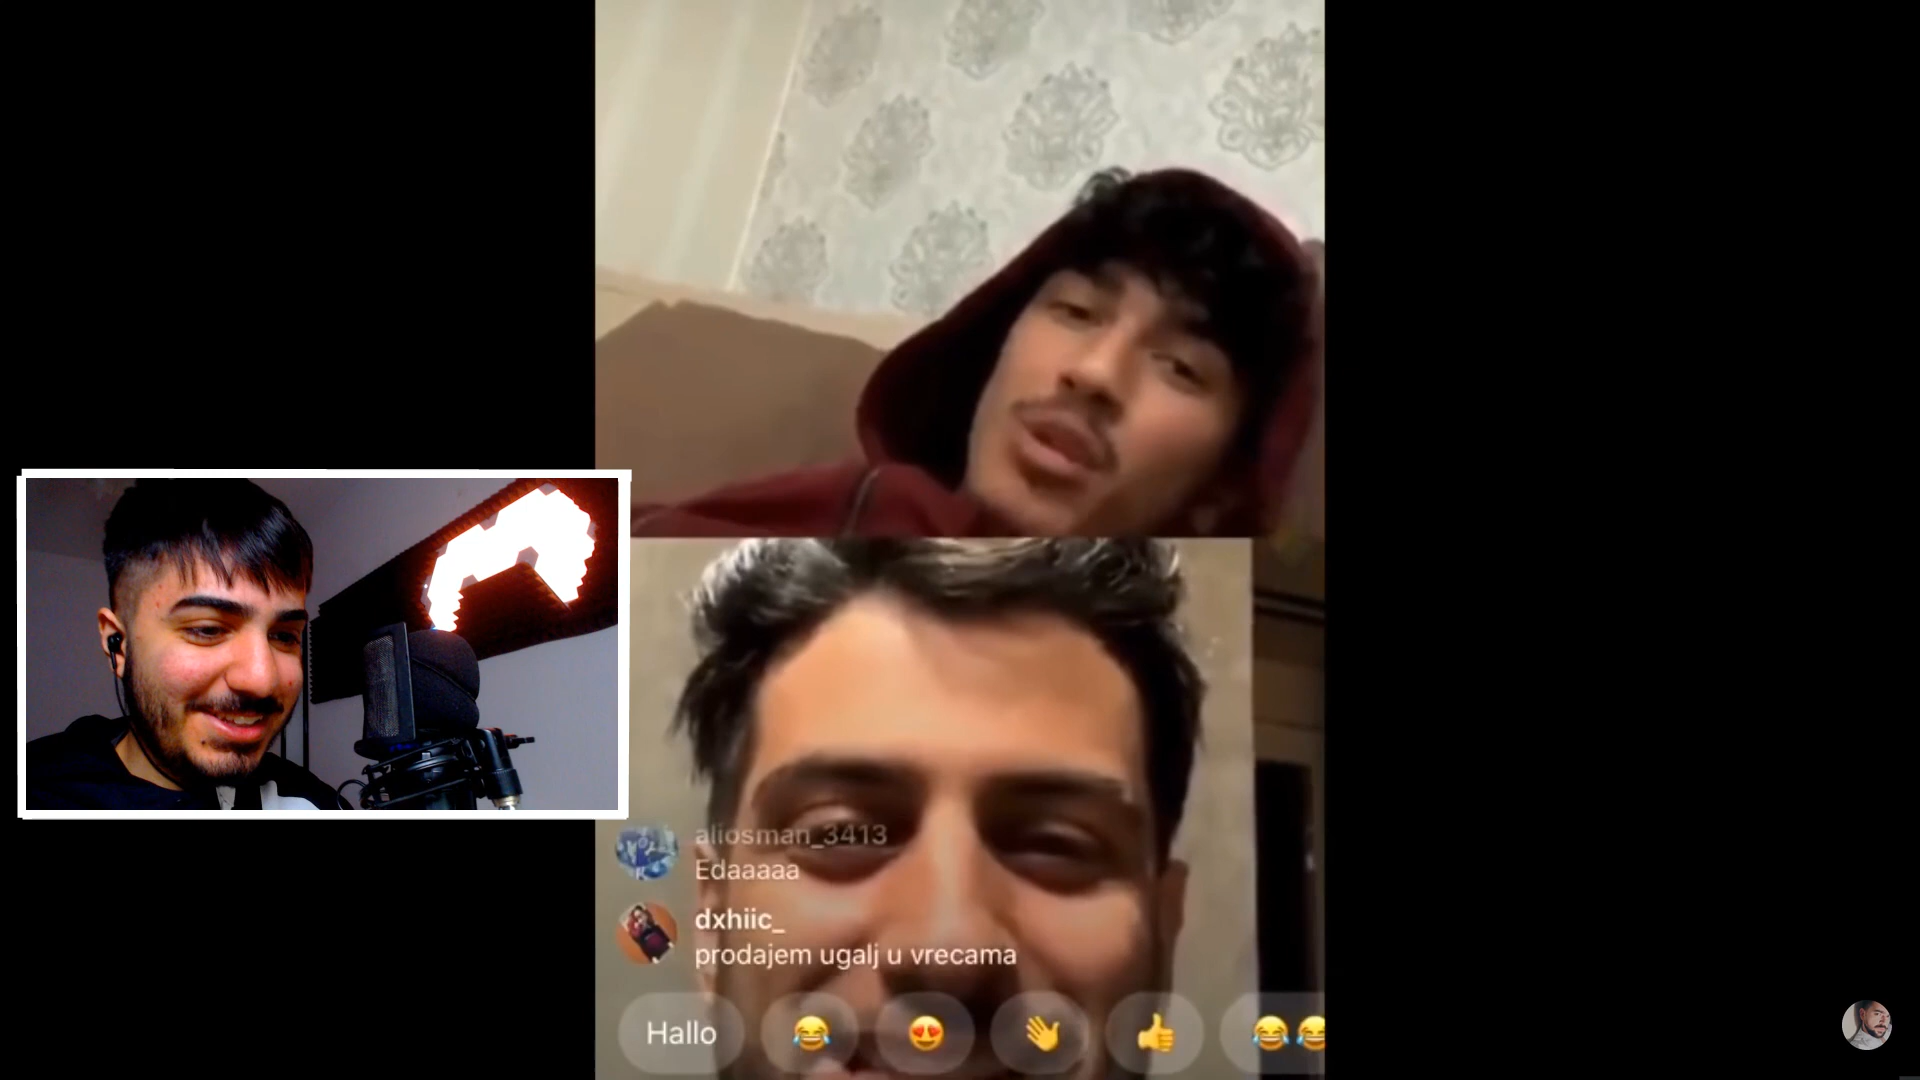 aliosman_3413
Edaaaaa
dxhiic_
prodajem ugalj u vrecama
Hallo